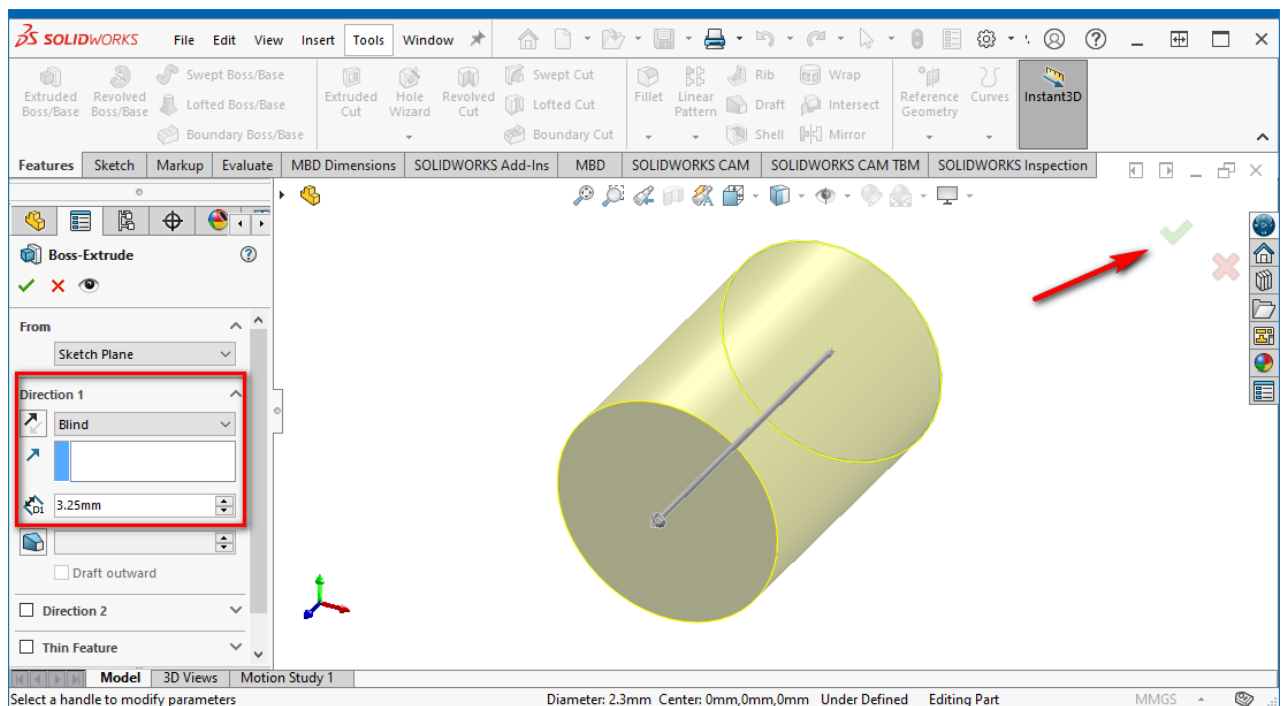 SOLIDWORKS File Edit View Insert Tools Window
Extruded Boss/Base
Revolved Boss/Base
Swept Boss/Base
Lofted Boss/Base
Boundary Boss/Base
Extruded Cut
Hole Wizard
Revolved Cut
Swept Cut
Lofted Cut
Boundary Cut
Fillet
Linear Pattern
Rib
Draft
Shell
Wrap
Intersect
Mirror
Reference Geometry
Curves
Instant3D
Features Sketch Markup Evaluate MBD Dimensions SOLIDWORKS Add-Ins MBD SOLIDWORKS CAM SOLIDWORKS CAM TBM SOLIDWORKS Inspection
Boss-Extrude
From
Sketch Plane
Direction 1
Blind
D1
3.25mm
Draft outward
Direction 2
Thin Feature
Model 3D Views Motion Study 1
Select a handle to modify parameters Diameter: 2.3mm Center: 0mm,0mm,0mm Under Defined Editing Part MMGS